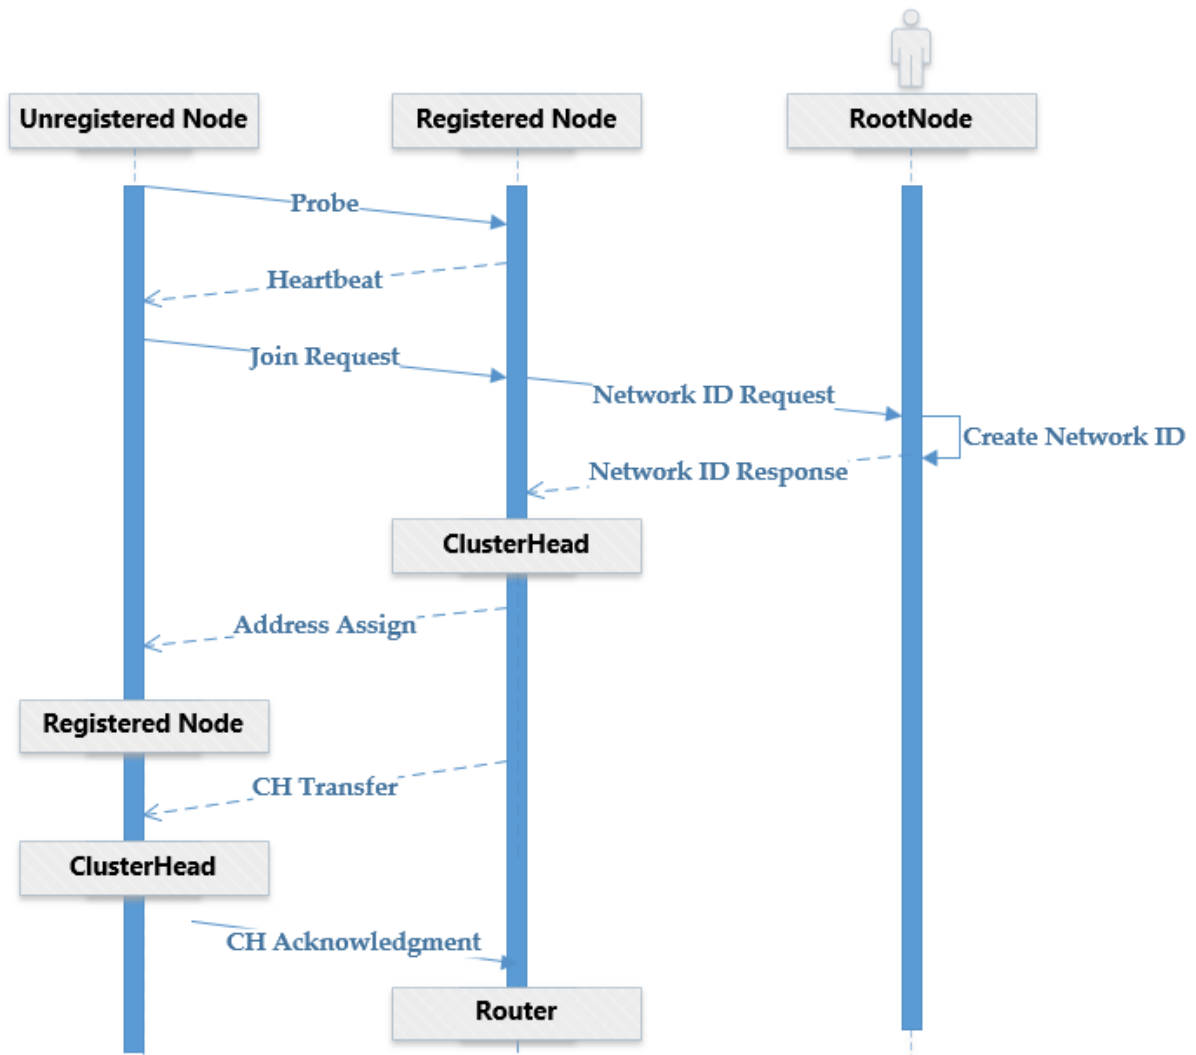 Unregistered Node
Registered Node
RootNode
Probe
Heartbeat
Join Request
Network ID Request
Create Network ID
Network ID Response
ClusterHead
Address Assign
Registered Node
CH Transfer
ClusterHead
CH Acknowledgment
Router